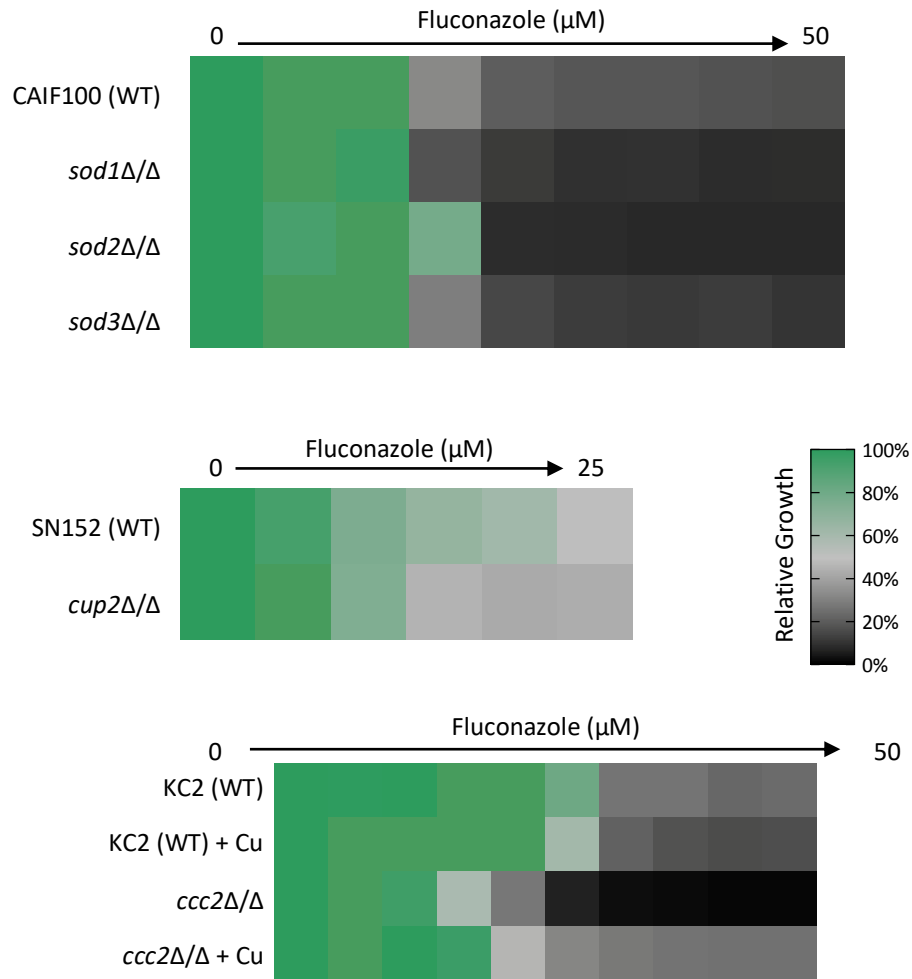 Fluconazole (µM)
0 50
CAIF100 (WT)
sod1Δ/Δ
sod2Δ/Δ
sod3Δ/Δ
Fluconazole (µM)
0 25
SN152 (WT)
cup2Δ/Δ
Relative Growth
100%
80%
60%
40%
20%
0%
Fluconazole (µM)
0 50
KC2 (WT)
KC2 (WT) + Cu
ccc2Δ/Δ
ccc2Δ/Δ + Cu